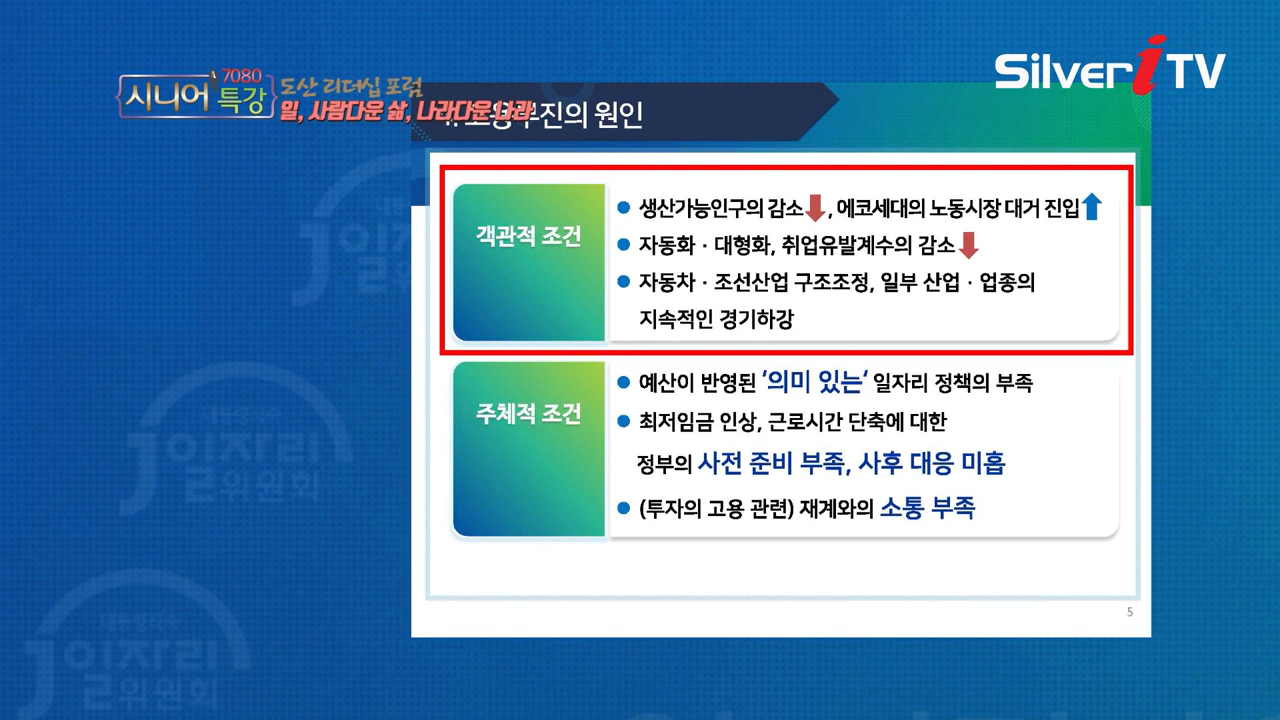 7080
시니어 특강
도산 리더십 포럼
일, 사람다운 삶, 나라다운 나라
Silver i TV
고용부진의 원인
객관적 조건
생산가능인구의 감소, 에코세대의 노동시장 대거 진입
자동화 · 대형화, 취업유발계수의 감소
자동차 · 조선산업 구조조정, 일부 산업 · 업종의
지속적인 경기하강
주체적 조건
예산이 반영된 ‘의미 있는‘ 일자리 정책의 부족
최저임금 인상, 근로시간 단축에 대한
정부의 사전 준비 부족, 사후 대응 미흡
(투자의 고용 관련) 재계와의 소통 부족
5
일자리
위원회
대통령직속
일자리
위원회